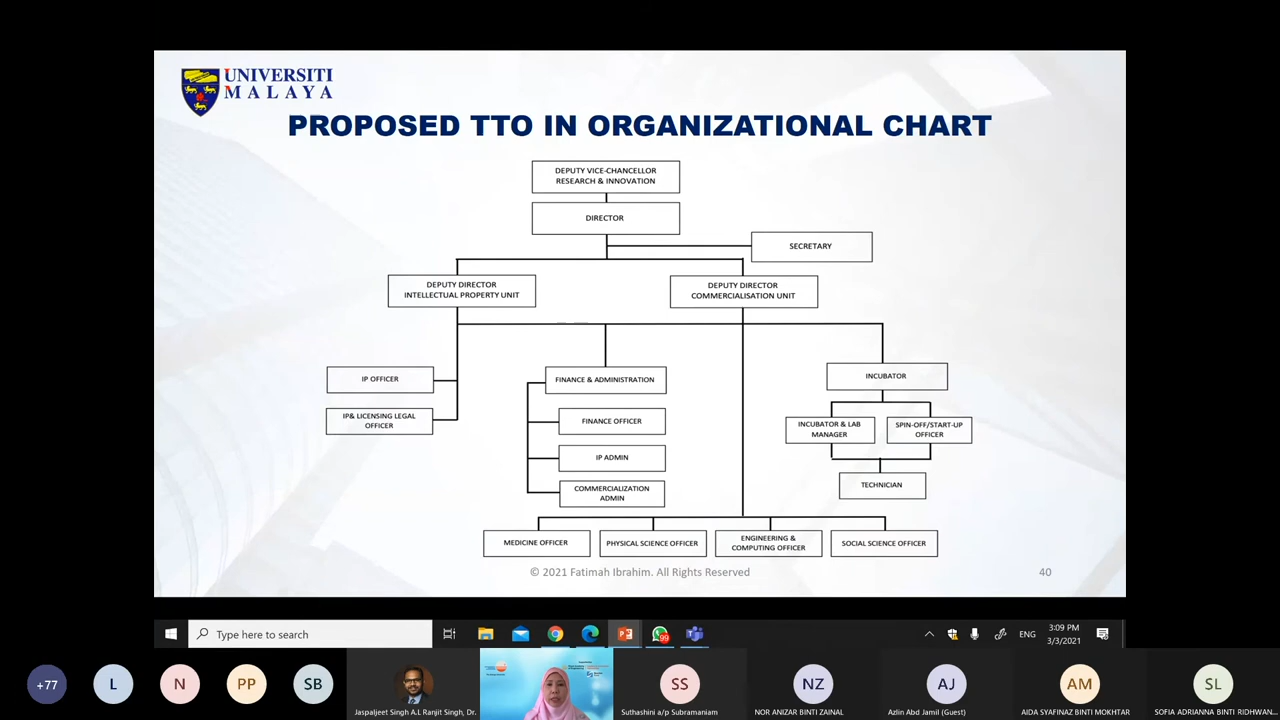 UNIVERSITI
MALAYA
PROPOSED TTO IN ORGANIZATIONAL CHART
DEPUTY VICE-CHANCELLOR
RESEARCH & INNOVATION
DIRECTOR
SECRETARY
DEPUTY DIRECTOR
INTELLECTUAL PROPERTY UNIT
DEPUTY DIRECTOR
COMMERCIALISATION UNIT
IP OFFICER
IP& LICENSING LEGAL
OFFICER
FINANCE & ADMINISTRATION
FINANCE OFFICER
IP ADMIN
COMMERCIALIZATION
ADMIN
INCUBATOR
INCUBATOR & LAB
MANAGER
SPIN-OFF/START-UP
OFFICER
TECHNICIAN
MEDICINE OFFICER
PHYSICAL SCIENCE OFFICER
ENGINEERING &
COMPUTING OFFICER
SOCIAL SCIENCE OFFICER
© 2021 Fatimah Ibrahim. All Rights Reserved
40
Type here to search
99
ENG
3:09 PM
3/3/2021
+77
L
N
PP
SB
Jaspaljeet Singh A.L Ranjit Singh, Dr.
SS
Suthashini a/p Subramaniam
NZ
NOR ANIZAR BINTI ZAINAL
AJ
Azlin Abd Jamil (Guest)
AM
AIDA SYAFINAZ BINTI MOKHTAR
SL
SOFIA ADRIANNA BINTI RIDHWAN...